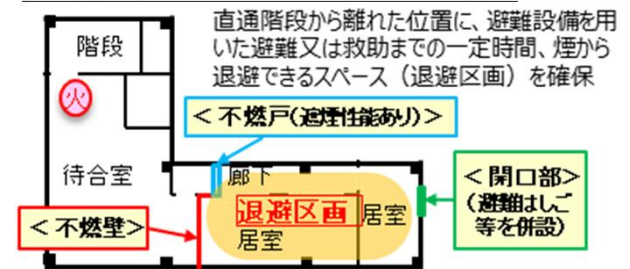 直通階段から離れた位置に、避難設備を用
いた避難又は救助までの一定時間、煙から
退避できるスペース（退避区画）を確保
階段
火
＜不燃戸(遮煙性能あり)＞
待合室
廊下
＜開口部＞
(避難はしご
等を併設)
退避区画
居室
＜不燃壁＞
居室